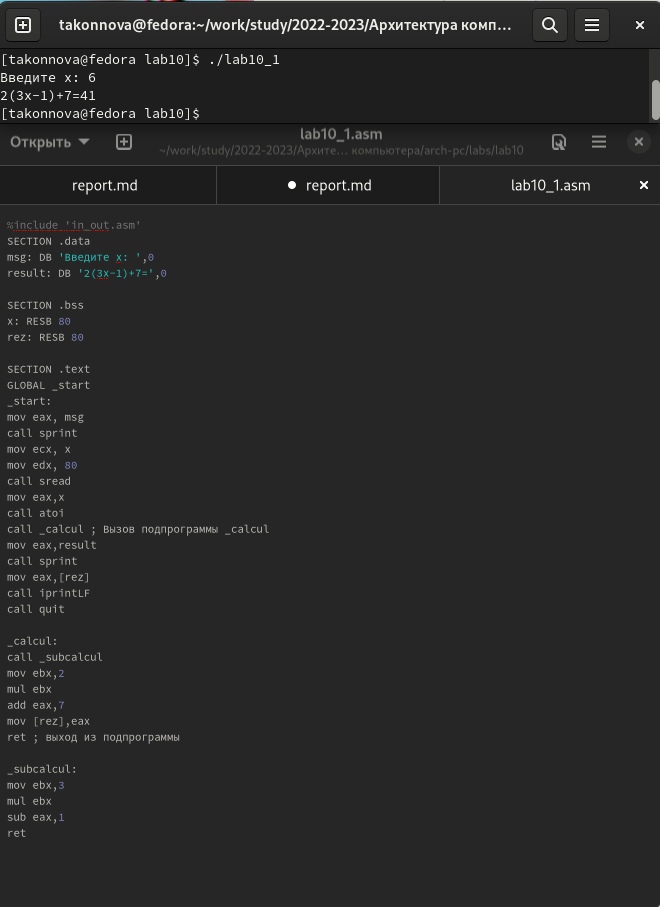 takonnova@fedora:~/work/study/2022-2023/Архитектура комп...
[takonnova@fedora lab10]$ ./lab10_1
Введите x: 6
2(3x-1)+7=41
[takonnova@fedora lab10]$
Открыть
lab10_1.asm
~/work/study/2022-2023/Архите... компьютера/arch-pc/labs/lab10
report.md
● report.md
lab10_1.asm
%include 'in_out.asm'
SECTION .data
msg: DB 'Введите x: ',0
result: DB '2(3x-1)+7=',0
SECTION .bss
x: RESB 80
rez: RESB 80
SECTION .text
GLOBAL _start
_start:
mov eax, msg
call sprint
mov ecx, x
mov edx, 80
call sread
mov eax,x
call atoi
call _calcul ; Вызов подпрограммы _calcul
mov eax,result
call sprint
mov eax,[rez]
call iprintLF
call quit
_calcul:
call _subcalcul
mov ebx,2
mul ebx
add eax,7
mov [rez],eax
ret ; выход из подпрограммы
_subcalcul:
mov ebx,3
mul ebx
sub eax,1
ret